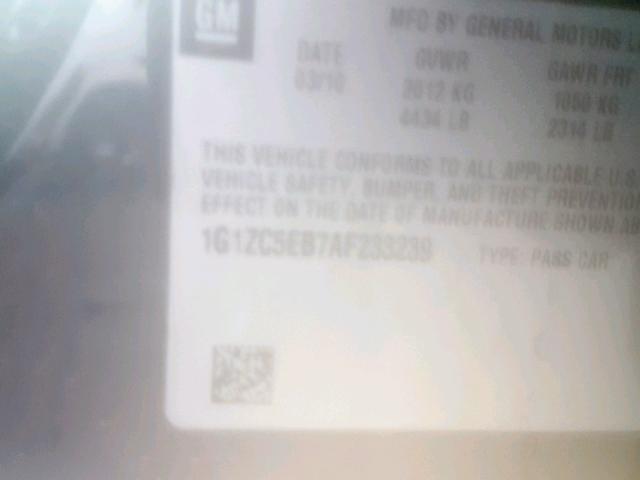 GM
MFD BY GENERAL MOTORS
DATE GVWR GAWR FRT
03/10 2012 KG 1050 KG
4434 LB 2314 LB
THIS VEHICLE CONFORMS TO ALL APPLICABLE U.S.
VEHICLE SAFETY, BUMPER, AND THEFT PREVENTION
EFFECT ON THE DATE OF MANUFACTURE SHOWN AB
1G1ZC5EB7AF233239 TYPE: PASS CAR